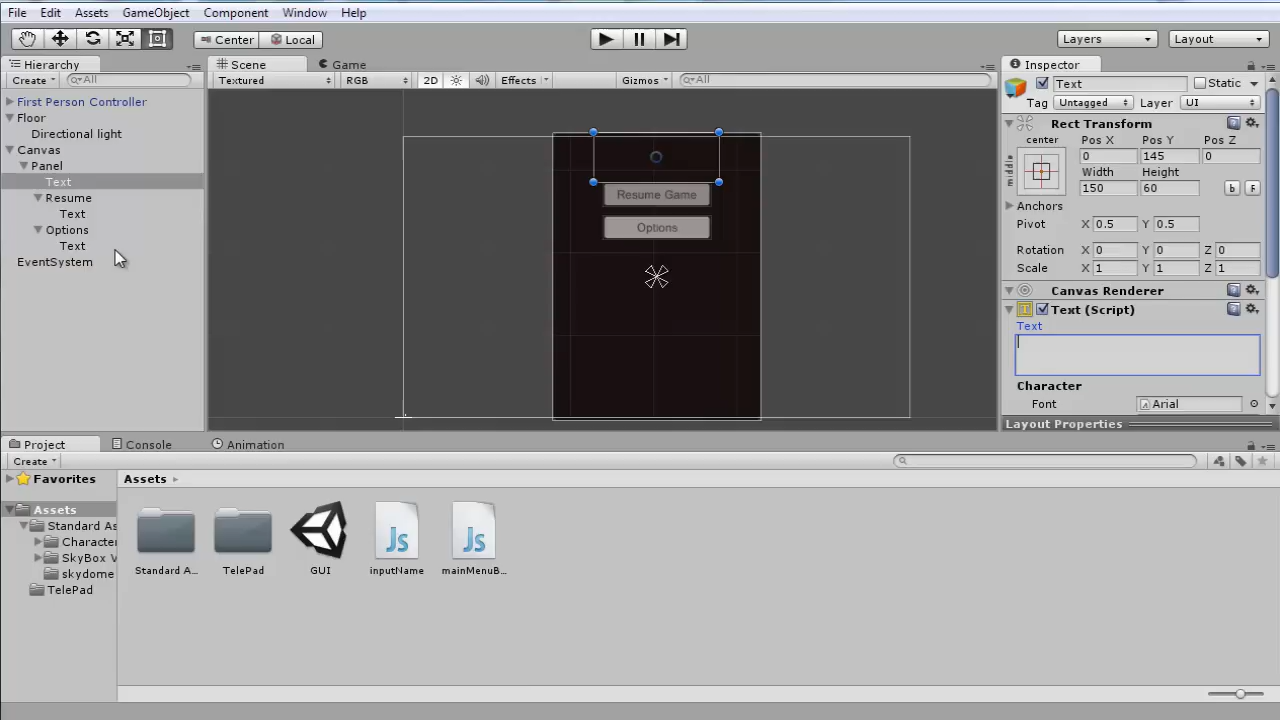 File Edit Assets GameObject Component Window Help
Center Local Layers Layout
Hierarchy Scene Game Inspector
Create All Textured RGB 2D Effects Gizmos All Text Static
Tag Untagged Layer UI
First Person Controller
Floor
Directional light
Canvas
Panel
Text
Resume
Text
Options
Text
EventSystem
Resume Game
Options
Rect Transform
center Pos X Pos Y Pos Z
middle 0 145 0
Width Height
150 60 b F
Anchors
Pivot X 0.5 Y 0.5
Rotation X 0 Y 0 Z 0
Scale X 1 Y 1 Z 1
Canvas Renderer
Text (Script)
Text
Character
Font Arial
Layout Properties
Project Console Animation
Create
Favorites Assets
Assets
Standard As
Character
SkyBox V
skydome
TelePad
Js Js
Standard A... TelePad GUI inputName mainMenuB...